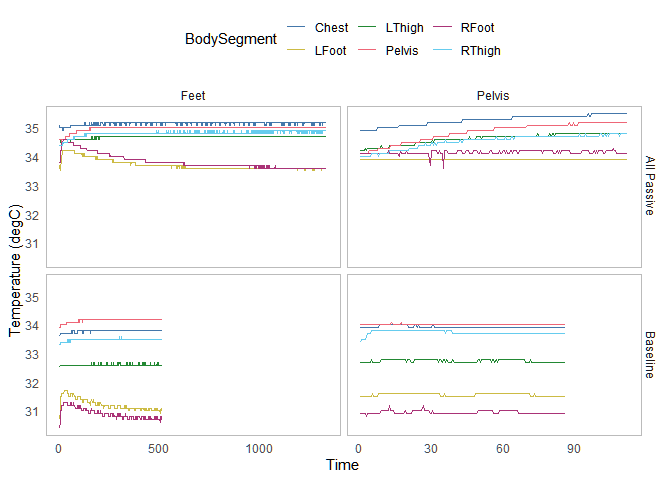 BodySegment Chest LThigh RFoot
LFoot Pelvis RThigh
Feet Pelvis
35
34
33
32
31
All Passive
35
34
33
32
31
Baseline
Temperature (degC)
0 500 1000 0 30 60 90
Time